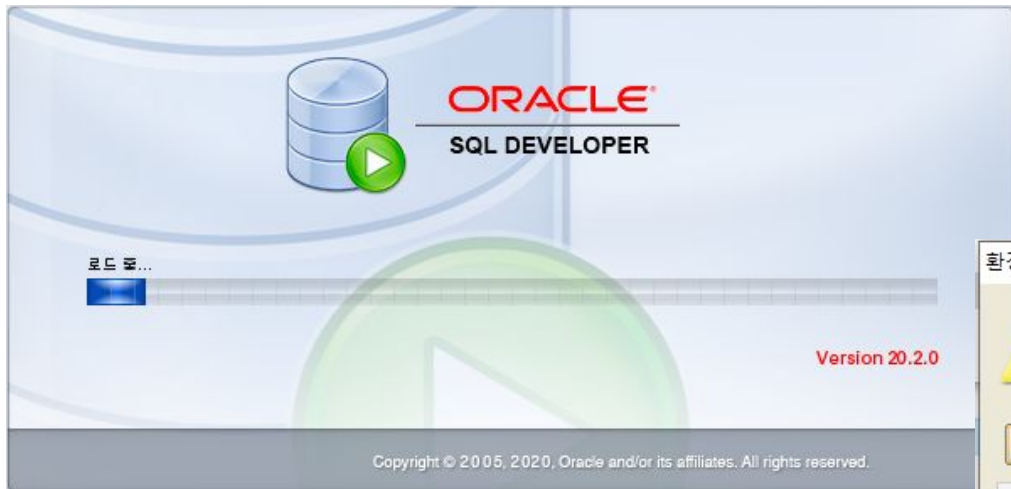 ORACLE
SQL DEVELOPER
로드 중...
Version 20.2.0
Copyright © 2005, 2020, Oracle and/or its affiliates. All rights reserved.